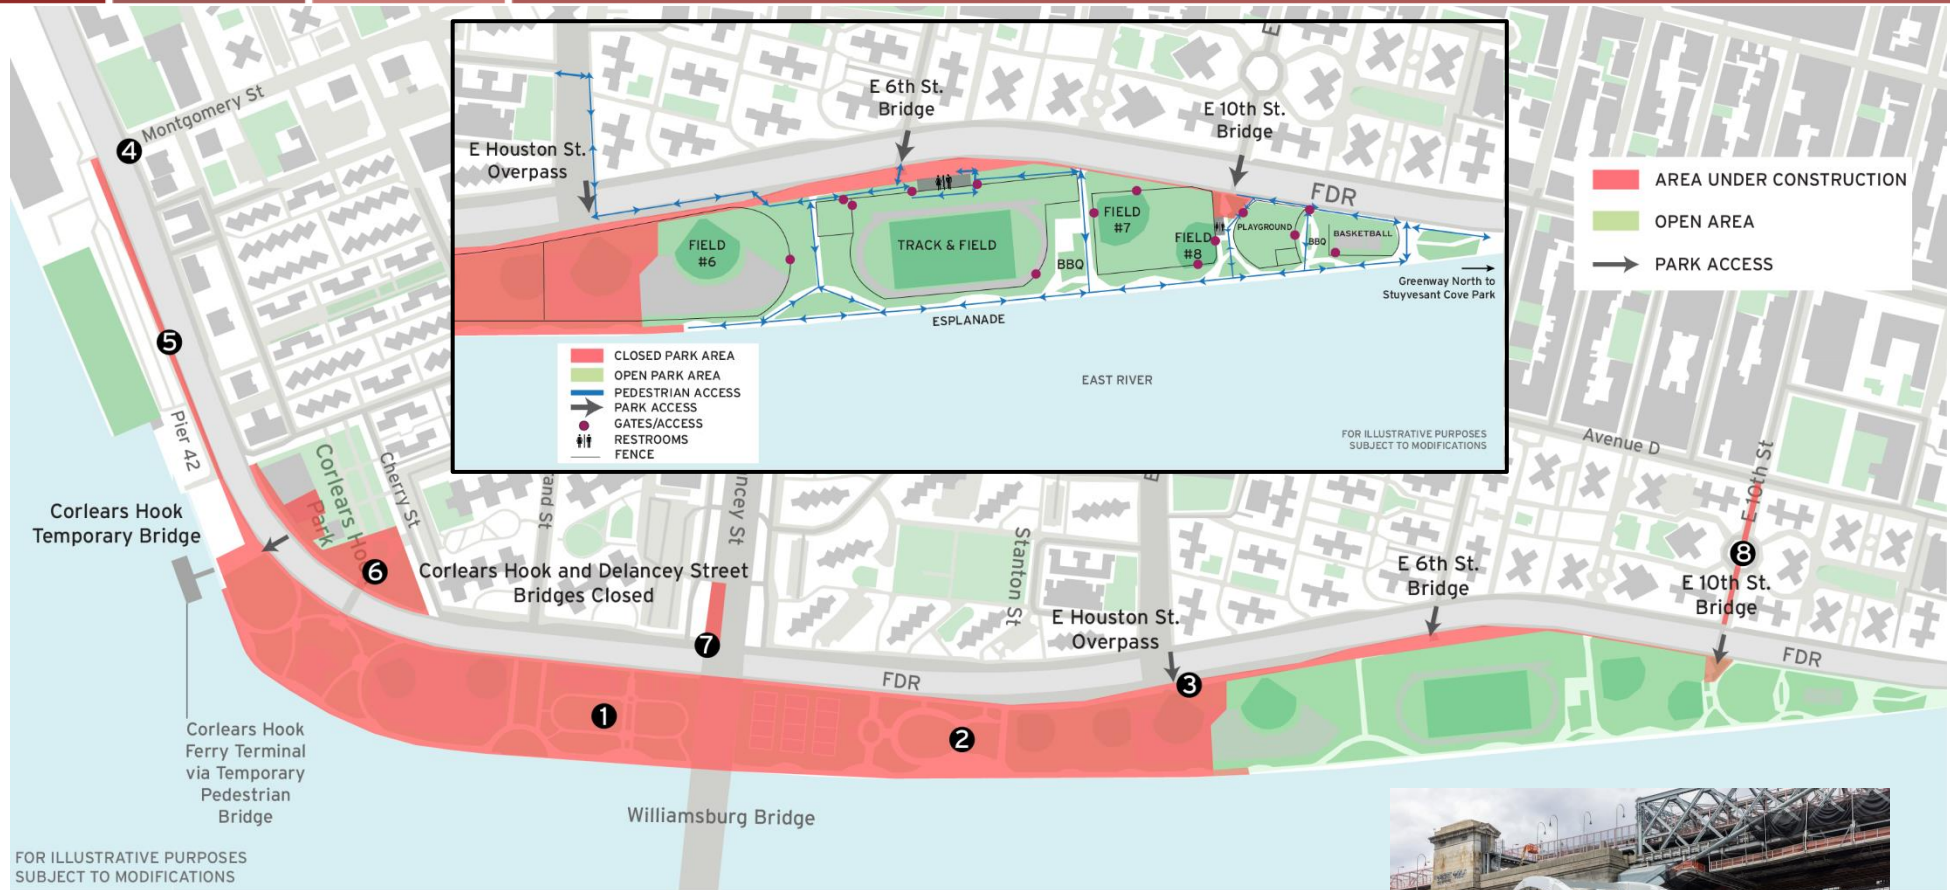 4
Montgomery St
5
Pier 42
Corlears Hook
Park
Corlears Hook
Temporary Bridge
Cherry St
6
Corlears Hook and Delancey Street
Bridges Closed
7
Stanton St
E Houston St.
Overpass
3
E 6th St.
Bridge
Avenue D
E 10th St
8
E 10th St.
Bridge
FDR
FDR
1
2
Corlears Hook
Ferry Terminal
via Temporary
Pedestrian
Bridge
Williamsburg Bridge
FOR ILLUSTRATIVE PURPOSES
SUBJECT TO MODIFICATIONS
AREA UNDER CONSTRUCTION
OPEN AREA
PARK ACCESS
E Houston St.
Overpass
E 6th St.
Bridge
E 10th St.
Bridge
FDR
FIELD
#6
TRACK & FIELD
BBQ
FIELD
#7
FIELD
#8
PLAYGROUND
BBQ
BASKETBALL
Greenway North to
Stuyvesant Cove Park
ESPLANADE
EAST RIVER
CLOSED PARK AREA
OPEN PARK AREA
PEDESTRIAN ACCESS
PARK ACCESS
GATES/ACCESS
RESTROOMS
FENCE
FOR ILLUSTRATIVE PURPOSES
SUBJECT TO MODIFICATIONS